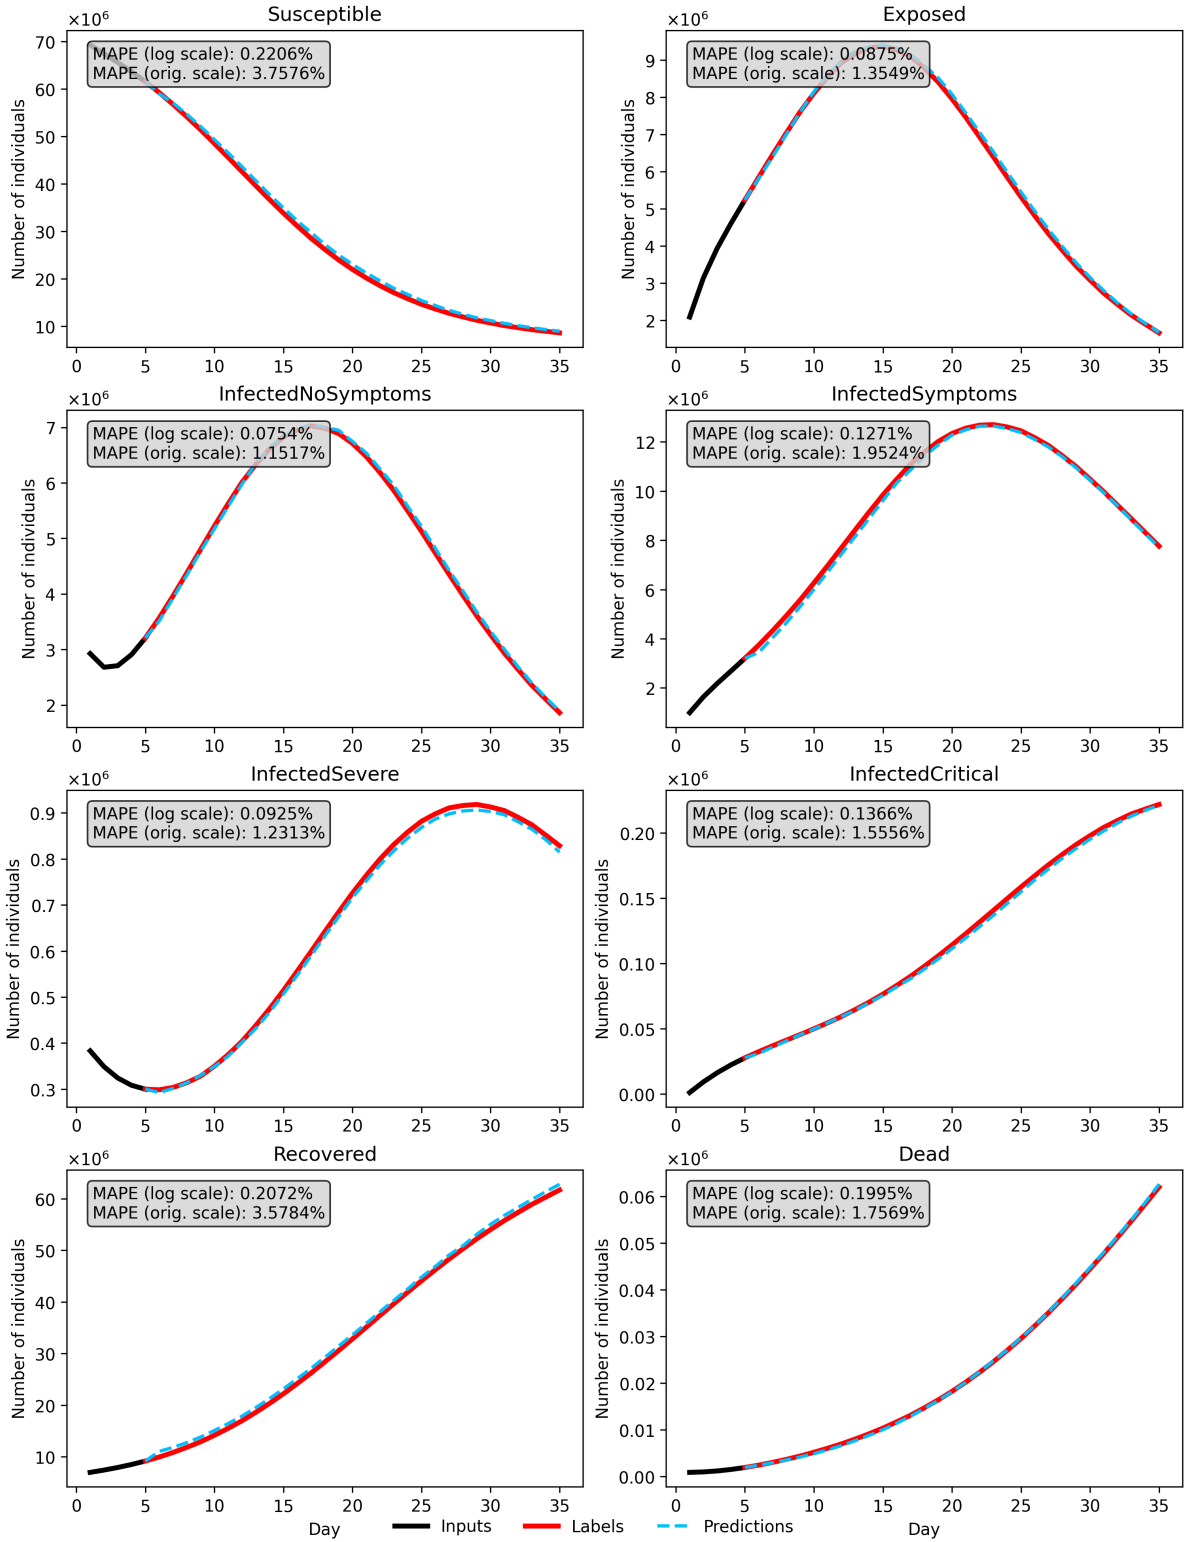 Susceptible
×10⁶
MAPE (log scale): 0.2206%
MAPE (orig. scale): 3.7576%
Number of individuals
70
60
50
40
30
20
10
0 5 10 15 20 25 30 35
Exposed
×10⁶
MAPE (log scale): 0.0875%
MAPE (orig. scale): 1.3549%
Number of individuals
9
8
7
6
5
4
3
2
0 5 10 15 20 25 30 35
InfectedNoSymptoms
×10⁶
MAPE (log scale): 0.0754%
MAPE (orig. scale): 1.1517%
Number of individuals
7
6
5
4
3
2
0 5 10 15 20 25 30 35
InfectedSymptoms
×10⁶
MAPE (log scale): 0.1271%
MAPE (orig. scale): 1.9524%
Number of individuals
12
10
8
6
4
2
0 5 10 15 20 25 30 35
InfectedSevere
×10⁶
MAPE (log scale): 0.0925%
MAPE (orig. scale): 1.2313%
Number of individuals
0.9
0.8
0.7
0.6
0.5
0.4
0.3
0 5 10 15 20 25 30 35
InfectedCritical
×10⁶
MAPE (log scale): 0.1366%
MAPE (orig. scale): 1.5556%
Number of individuals
0.20
0.15
0.10
0.05
0.00
0 5 10 15 20 25 30 35
Recovered
×10⁶
MAPE (log scale): 0.2072%
MAPE (orig. scale): 3.5784%
Number of individuals
60
50
40
30
20
10
0 5 10 15 20 25 30 35
Day
Dead
×10⁶
MAPE (log scale): 0.1995%
MAPE (orig. scale): 1.7569%
Number of individuals
0.06
0.05
0.04
0.03
0.02
0.01
0.00
0 5 10 15 20 25 30 35
Day
Inputs Labels Predictions